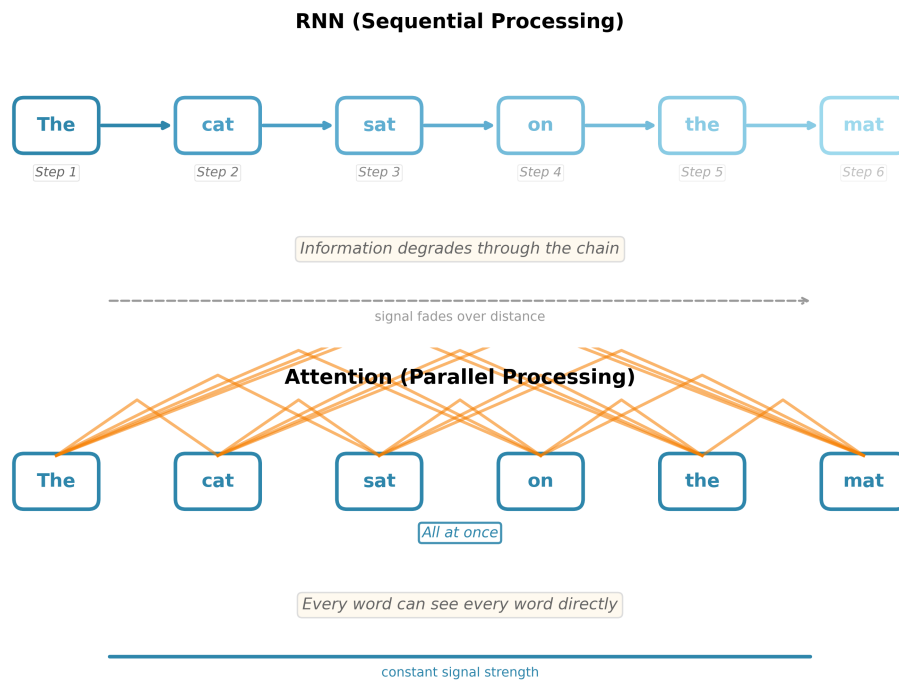 RNN (Sequential Processing)
The cat sat on the mat
Step 1 Step 2 Step 3 Step 4 Step 5 Step 6
Information degrades through the chain
signal fades over distance
Attention (Parallel Processing)
The cat sat on the mat
All at once
Every word can see every word directly
constant signal strength